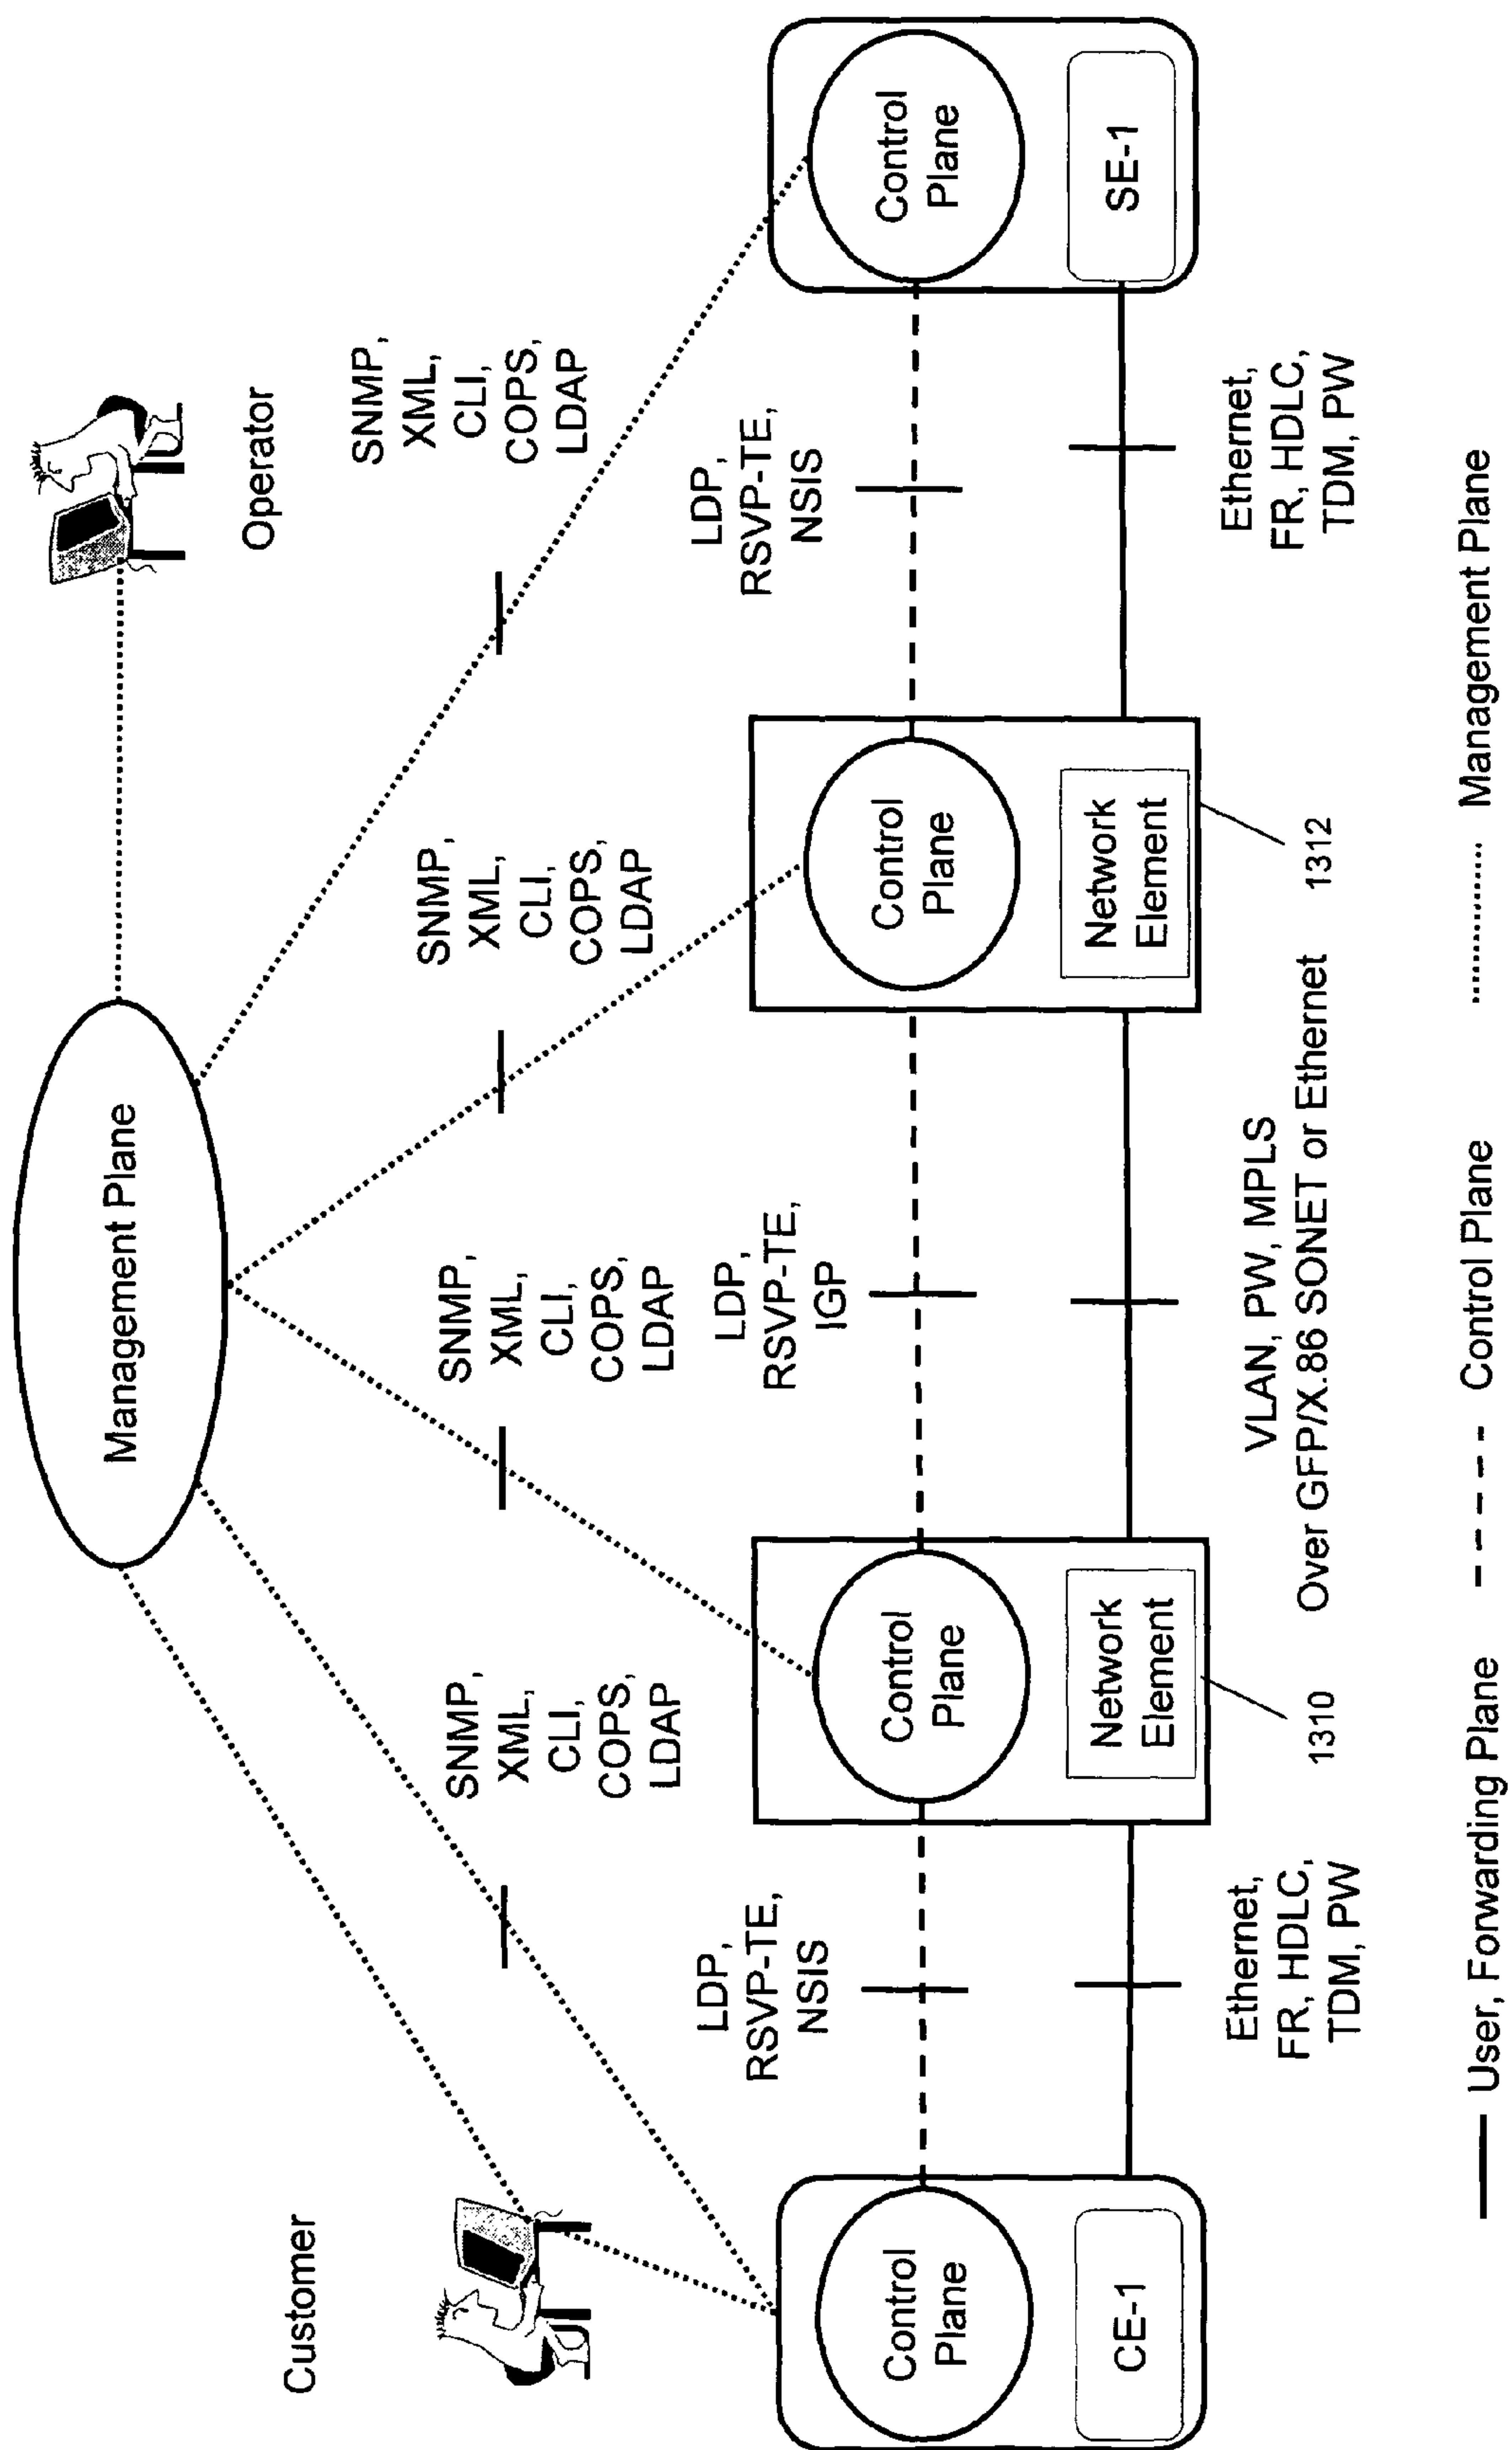 Management Plane
Operator
Customer
SNMP,
XML,
CLI,
COPS,
LDAP
SNMP,
XML,
CLI,
COPS,
LDAP
SNMP,
XML,
CLI,
COPS,
LDAP
SNMP,
XML,
CLI,
COPS,
LDAP
LDP,
RSVP-TE,
NSIS
LDP,
RSVP-TE,
IGP
LDP,
RSVP-TE,
NSIS
Control
Plane
CE-1
Control
Plane
Network
Element
Control
Plane
Network
Element
Control
Plane
SE-1
Ethernet,
FR, HDLC,
TDM, PW
1310
VLAN, PW, MPLS
Over GFP/X.86 SONET or Ethernet
1312
Ethernet,
FR, HDLC,
TDM, PW
User, Forwarding Plane
Control Plane
Management Plane